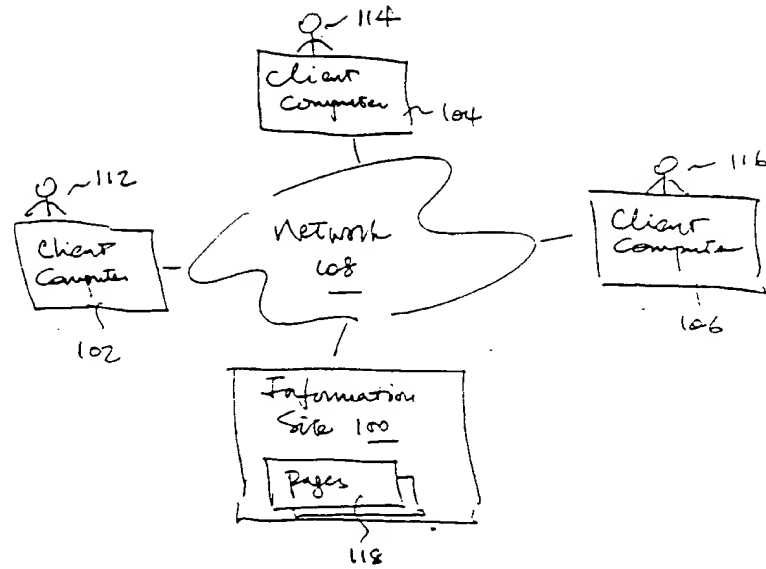 114
Client
Computer
104
112
Client
Computer
102
Network
108
116
Client
Computer
106
Information
Site 100
Pages
118